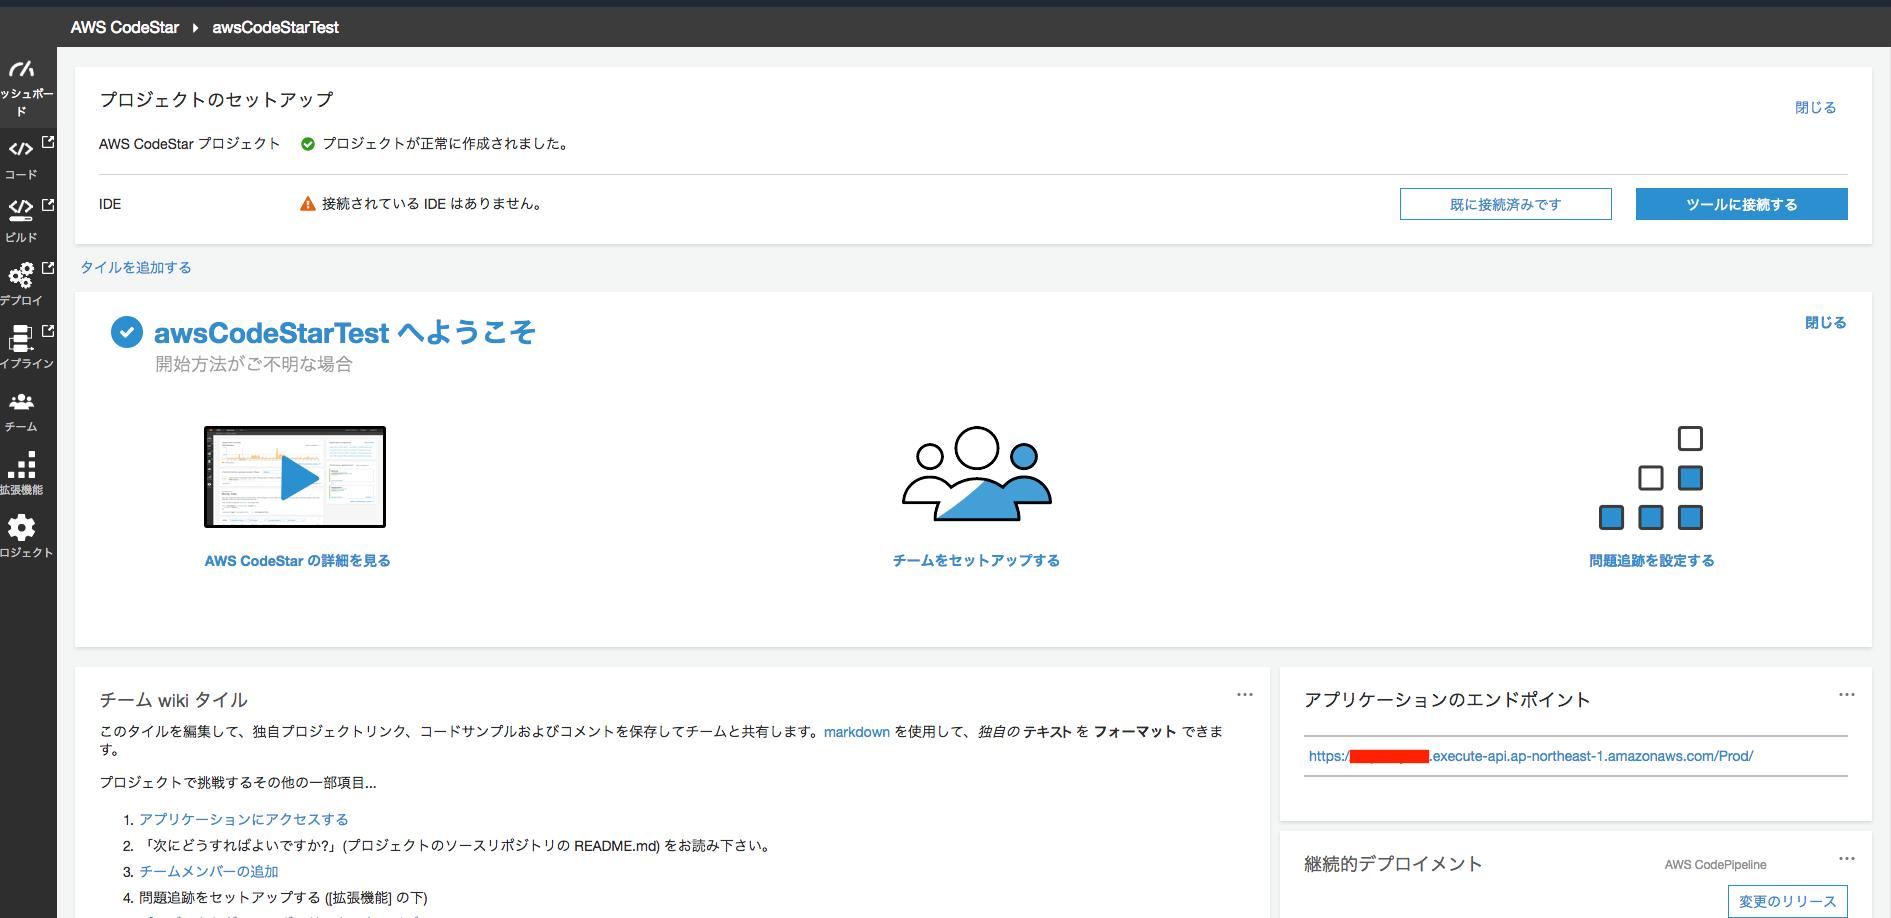 AWS CodeStar ▸ awsCodeStarTest
ッシュボー
ド
コード
ビルド
デプロイ
イプライン
チーム
拡張機能
ロジェクト
プロジェクトのセットアップ
閉じる
AWS CodeStar プロジェクト プロジェクトが正常に作成されました。
IDE 接続されている IDE はありません。 既に接続済みです ツールに接続する
タイルを追加する
awsCodeStarTest へようこそ
閉じる
開始方法がご不明な場合
AWS CodeStar の詳細を見る
チームをセットアップする
問題追跡を設定する
チーム wiki タイル
このタイルを編集して、独自プロジェクトリンク、コードサンプルおよびコメントを保存してチームと共有します。markdown を使用して、独自の テキスト を フォーマット できま
す。
プロジェクトで挑戦するその他の一部項目...
1. アプリケーションにアクセスする
2. 「次にどうすればよいですか?」(プロジェクトのソースリポジトリの README.md) をお読み下さい。
3. チームメンバーの追加
4. 問題追跡をセットアップする ([拡張機能] の下)
アプリケーションのエンドポイント
https:/ .execute-api.ap-northeast-1.amazonaws.com/Prod/
継続的デプロイメント
AWS CodePipeline
変更のリリース